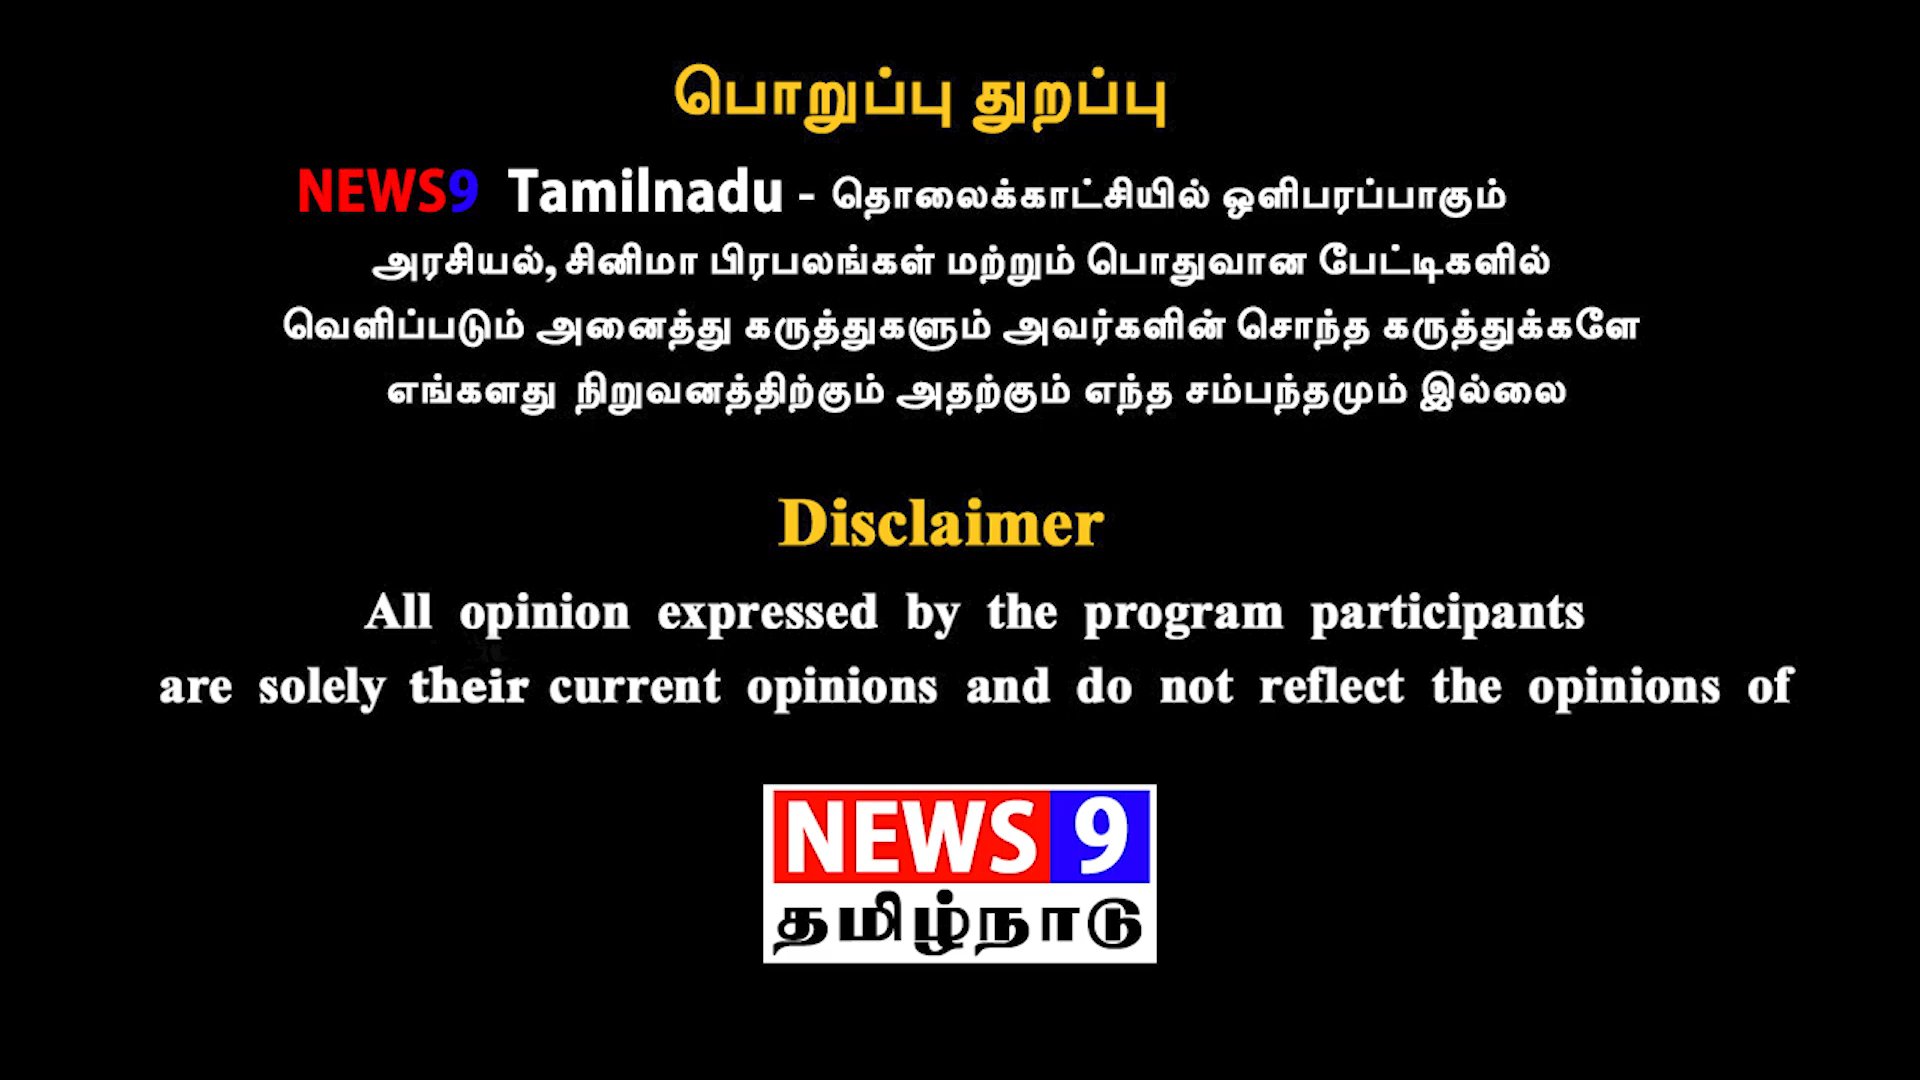 பொறுப்பு துறப்பு
NEWS9 Tamilnadu - தொலைக்காட்சியில் ஒளிபரப்பாகும்
அரசியல், சினிமா பிரபலங்கள் மற்றும் பொதுவான பேட்டிகளில்
வெளிப்படும் அனைத்து கருத்துகளும் அவர்களின் சொந்த கருத்துக்களே
எங்களது நிறுவனத்திற்கும் அதற்கும் எந்த சம்பந்தமும் இல்லை
Disclaimer
All opinion expressed by the program participants
are solely their current opinions and do not reflect the opinions of
NEWS 9
தமிழ்நாடு